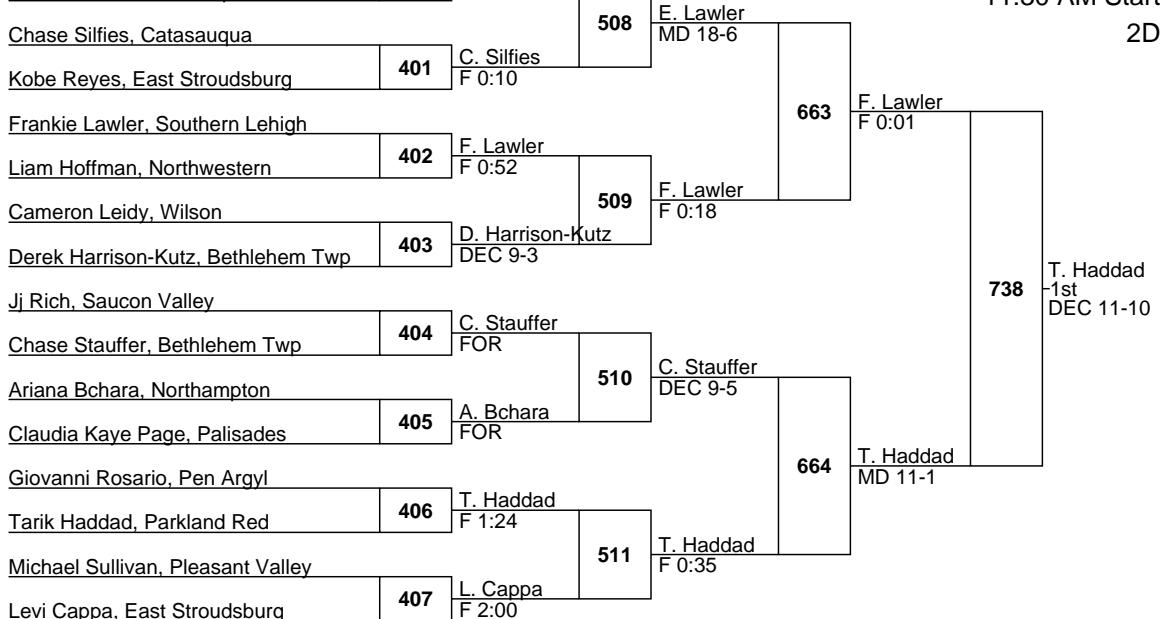 11:30 AM Start
2D
508
E. Lawler
MD 18-6
Chase Silfies, Catasauqua
Kobe Reyes, East Stroudsburg
401
C. Silfies
F 0:10
663
F. Lawler
F 0:01
Frankie Lawler, Southern Lehigh
Liam Hoffman, Northwestern
402
F. Lawler
F 0:52
509
F. Lawler
F 0:18
Cameron Leidy, Wilson
Derek Harrison-Kutz, Bethlehem Twp
403
D. Harrison-Kutz
DEC 9-3
738
T. Haddad
1st
DEC 11-10
Jj Rich, Saucon Valley
Chase Stauffer, Bethlehem Twp
404
C. Stauffer
FOR
510
C. Stauffer
DEC 9-5
Ariana Bchara, Northampton
Claudia Kaye Page, Palisades
405
A. Bchara
FOR
664
T. Haddad
MD 11-1
Giovanni Rosario, Pen Argyl
Tarik Haddad, Parkland Red
406
T. Haddad
F 1:24
511
T. Haddad
F 0:35
Michael Sullivan, Pleasant Valley
Levi Cappa, East Stroudsburg
407
L. Cappa
F 2:00